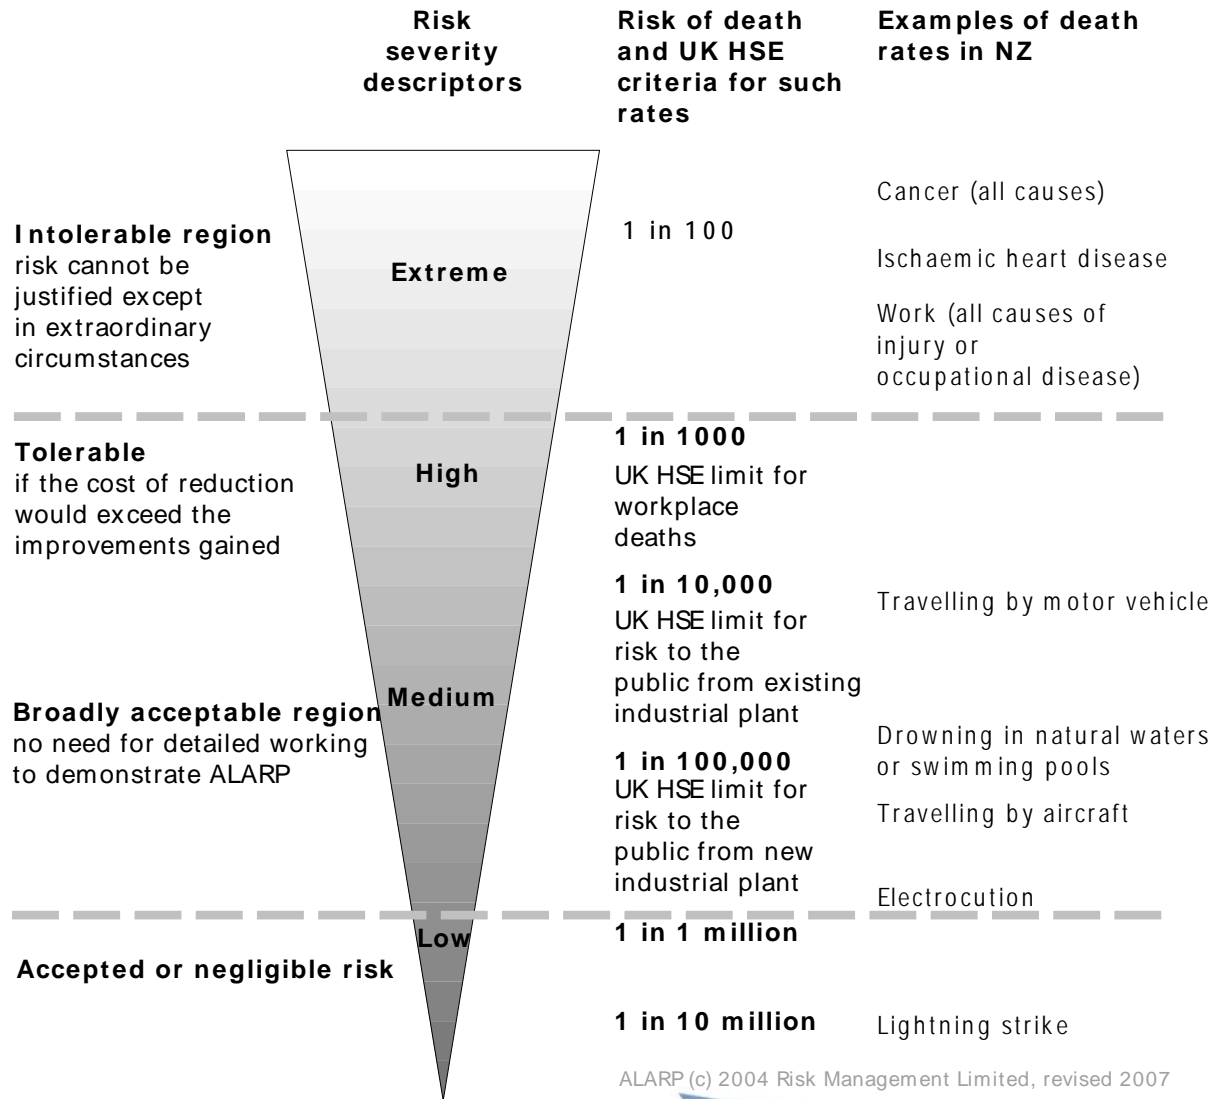 Risk
severity
descriptors
Risk of death
and UK HSE
criteria for such
rates
Examples of death
rates in NZ
Intolerable region
risk cannot be
justified except
in extraordinary
circumstances
Extreme
1 in 100
Cancer (all causes)
Ischaemic heart disease
Work (all causes of
injury or
occupational disease)
Tolerable
if the cost of reduction
would exceed the
improvements gained
High
1 in 1000
UK HSE limit for
workplace
deaths
1 in 10,000
UK HSE limit for
risk to the
public from existing
industrial plant
Travelling by motor vehicle
Broadly acceptable region
no need for detailed working
to demonstrate ALARP
Medium
1 in 100,000
UK HSE limit for
risk to the
public from new
industrial plant
Drowning in natural waters
or swimming pools
Travelling by aircraft
Electrocution
Low
Accepted or negligible risk
1 in 1 million
1 in 10 million
Lightning strike
ALARP (c) 2004 Risk Management Limited, revised 2007